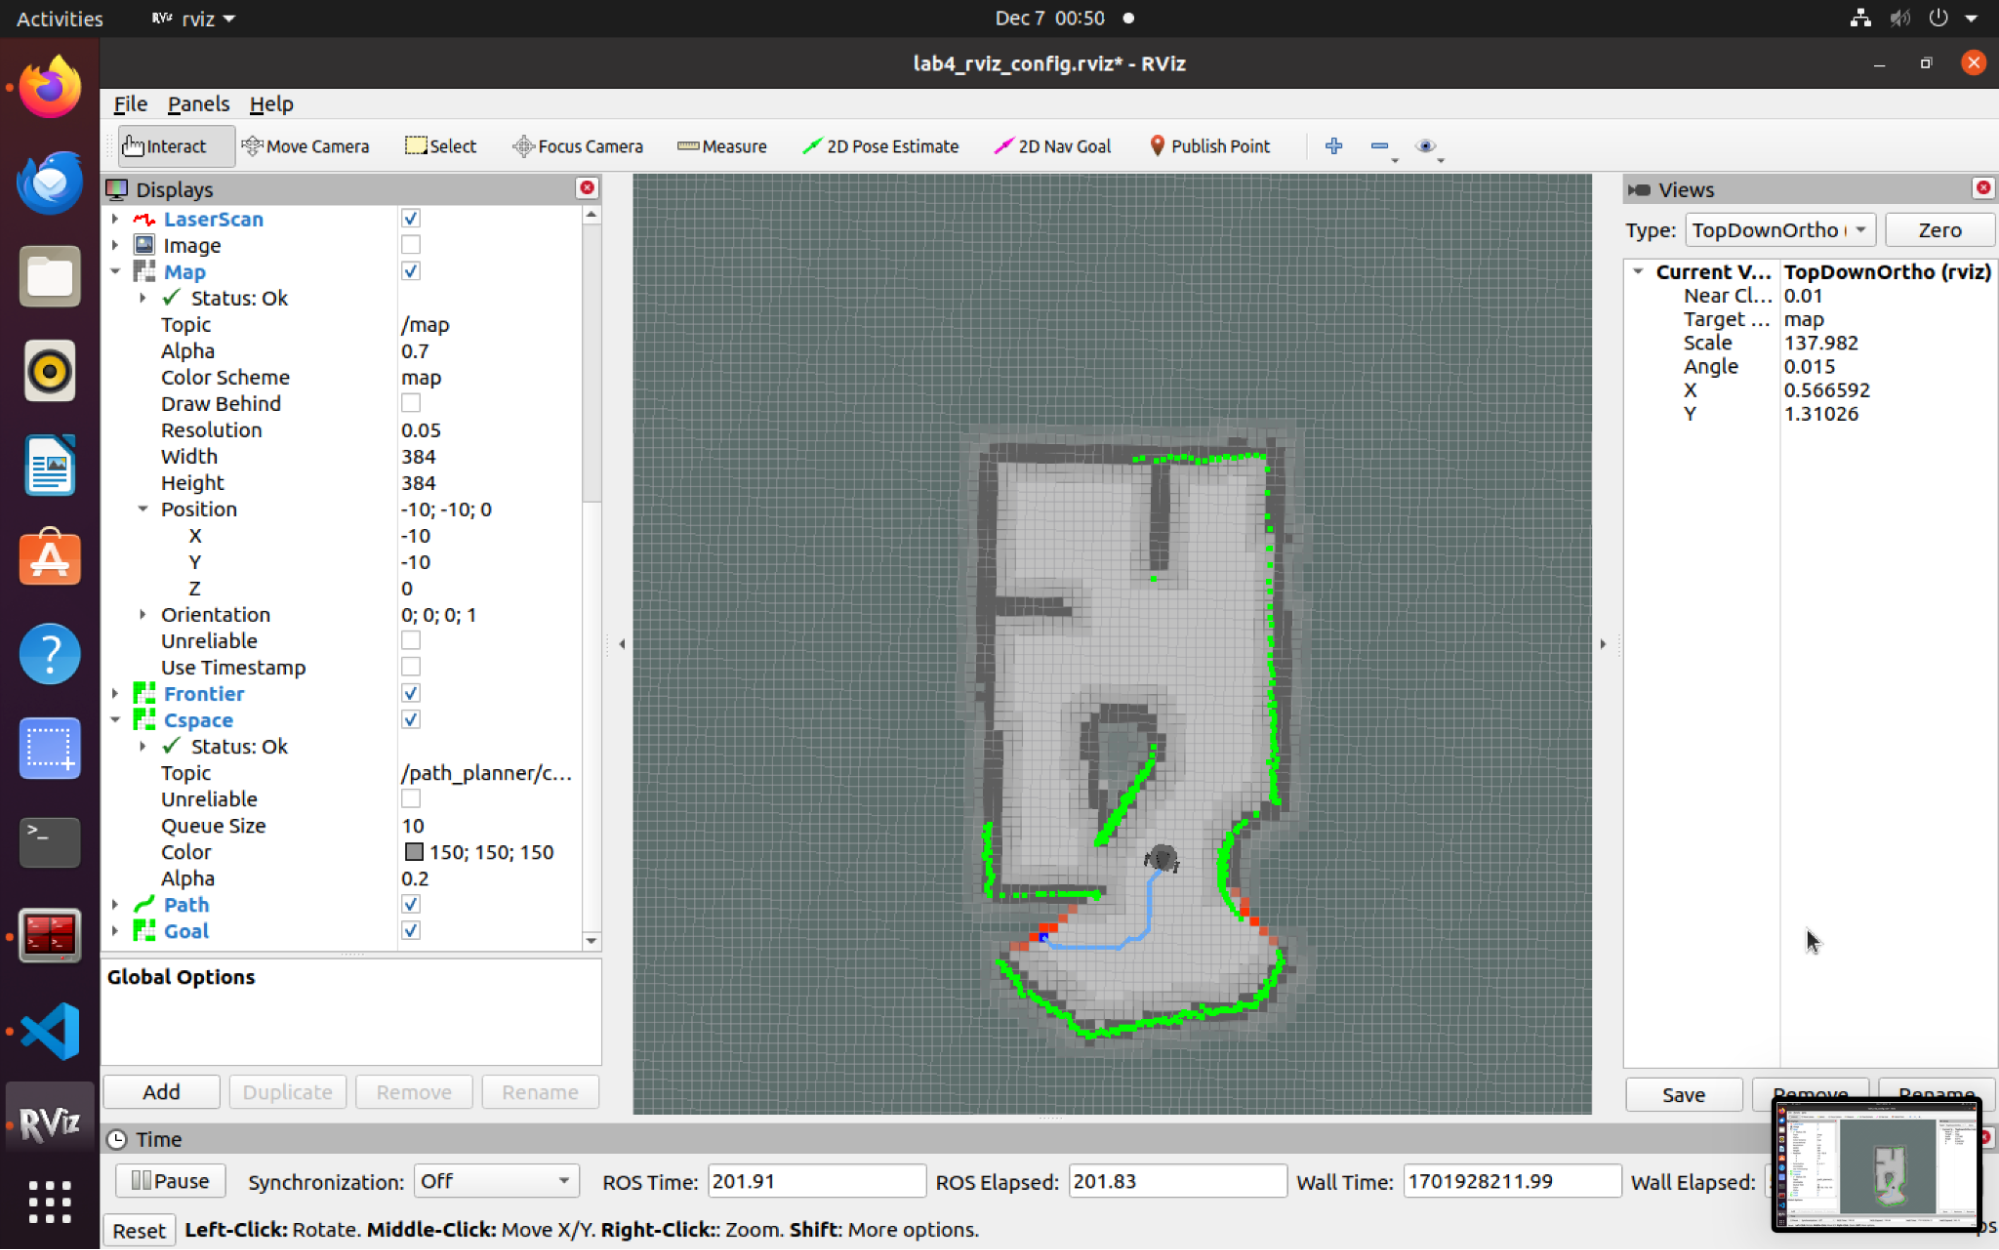 Activities
RViz rviz
Dec 7 00:50
lab4_rviz_config.rviz* - RViz
File Panels Help
Interact Move Camera Select Focus Camera Measure 2D Pose Estimate 2D Nav Goal Publish Point
Displays
LaserScan
Image
Map
Status: Ok
Topic /map
Alpha 0.7
Color Scheme map
Draw Behind
Resolution 0.05
Width 384
Height 384
Position -10; -10; 0
X -10
Y -10
Z 0
Orientation 0; 0; 0; 1
Unreliable
Use Timestamp
Frontier
Cspace
Status: Ok
Topic /path_planner/c...
Unreliable
Queue Size 10
Color 150; 150; 150
Alpha 0.2
Path
Goal
Global Options
Add Duplicate Remove Rename
Views
Type: TopDownOrtho Zero
Current V... TopDownOrtho (rviz)
Near Cl... 0.01
Target ... map
Scale 137.982
Angle 0.015
X 0.566592
Y 1.31026
Save Remove Rename
RViz
Time
Pause Synchronization: Off ROS Time: 201.91 ROS Elapsed: 201.83 Wall Time: 1701928211.99 Wall Elapsed:
Reset Left-Click: Rotate. Middle-Click: Move X/Y. Right-Click:: Zoom. Shift: More options.